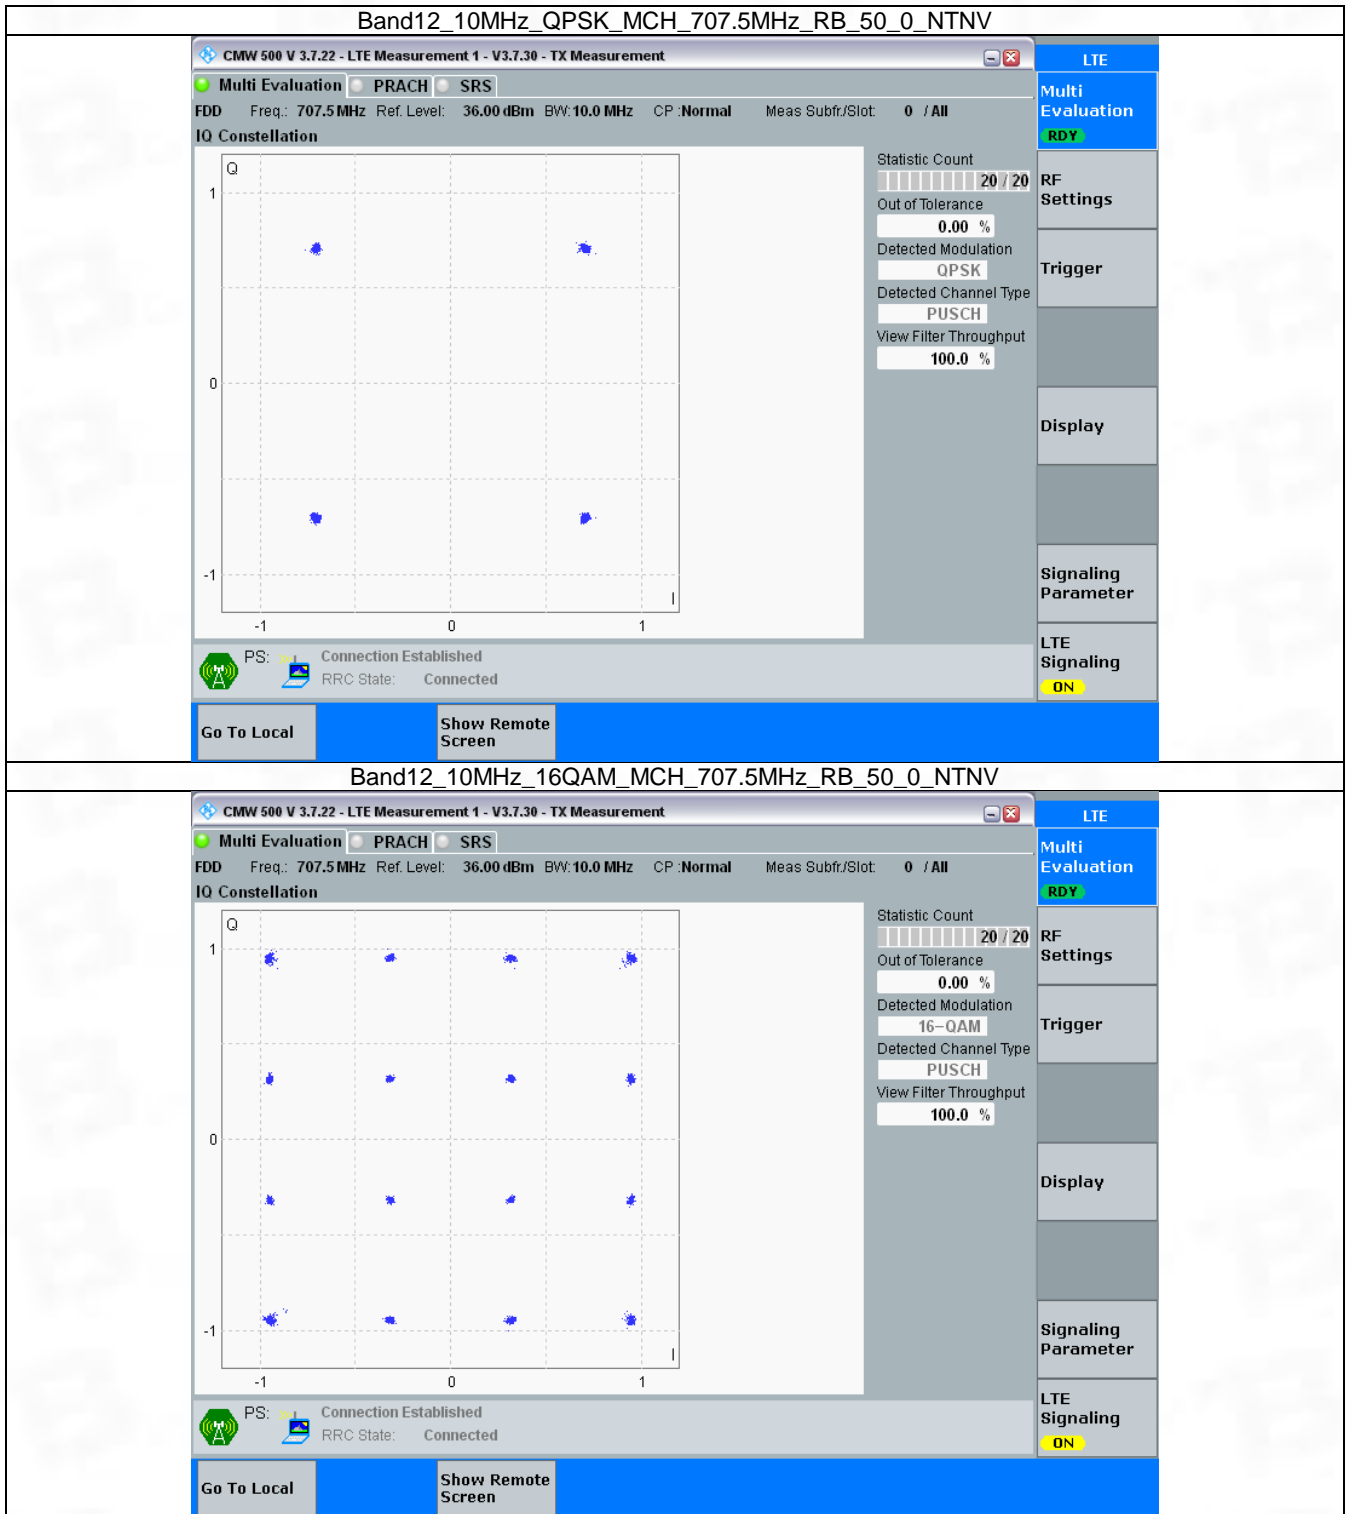 Band12_10MHz_QPSK_MCH_707.5MHz_RB_50_0_NTNV
CMW 500 V 3.7.22 - LTE Measurement 1 - V3.7.30 - TX Measurement
LTE
Multi Evaluation PRACH SRS
Multi
Evaluation
RDY
FDD Freq.: 707.5 MHz Ref. Level: 36.00 dBm BW: 10.0 MHz CP : Normal Meas Subfr./Slot: 0 / All
IQ Constellation
Q
1
0
-1
I
-1 0 1
Statistic Count
20 / 20
Out of Tolerance
0.00 %
Detected Modulation
QPSK
Detected Channel Type
PUSCH
View Filter Throughput
100.0 %
RF
Settings
Trigger
Display
Signaling
Parameter
LTE
Signaling
ON
PS: Connection Established
RRC State: Connected
Go To Local
Show Remote
Screen
Band12_10MHz_16QAM_MCH_707.5MHz_RB_50_0_NTNV
CMW 500 V 3.7.22 - LTE Measurement 1 - V3.7.30 - TX Measurement
LTE
Multi Evaluation PRACH SRS
Multi
Evaluation
RDY
FDD Freq.: 707.5 MHz Ref. Level: 36.00 dBm BW: 10.0 MHz CP : Normal Meas Subfr./Slot: 0 / All
IQ Constellation
Q
1
0
-1
I
-1 0 1
Statistic Count
20 / 20
Out of Tolerance
0.00 %
Detected Modulation
16-QAM
Detected Channel Type
PUSCH
View Filter Throughput
100.0 %
RF
Settings
Trigger
Display
Signaling
Parameter
LTE
Signaling
ON
PS: Connection Established
RRC State: Connected
Go To Local
Show Remote
Screen